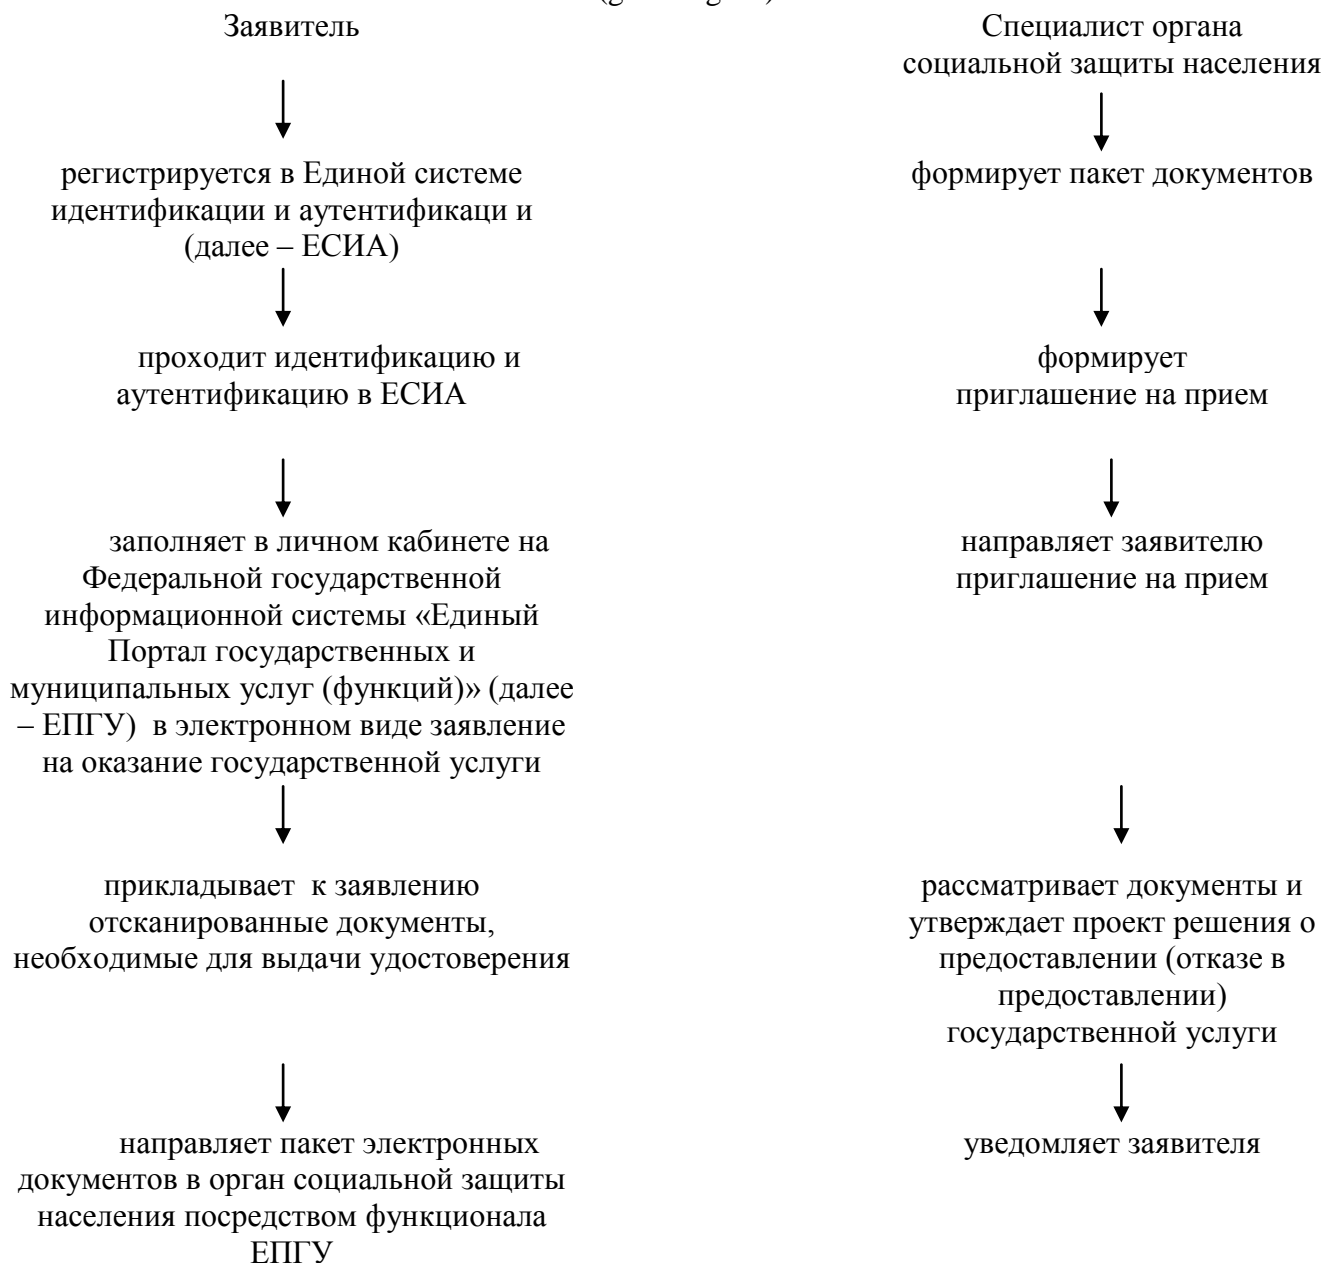 Заявитель
регистрируется в Единой системе
идентификации и аутентификаци и
(далее – ЕСИА)
проходит идентификацию и
аутентификацию в ЕСИА
заполняет в личном кабинете на
Федеральной государственной
информационной системы «Единый
Портал государственных и
муниципальных услуг (функций)» (далее
– ЕПГУ) в электронном виде заявление
на оказание государственной услуги
прикладывает к заявлению
отсканированные документы,
необходимые для выдачи удостоверения
направляет пакет электронных
документов в орган социальной защиты
населения посредством функционала
ЕПГУ
Специалист органа
социальной защиты населения
формирует пакет документов
формирует
приглашение на прием
направляет заявителю
приглашение на прием
рассматривает документы и
утверждает проект решения о
предоставлении (отказе в
предоставлении)
государственной услуги
уведомляет заявителя